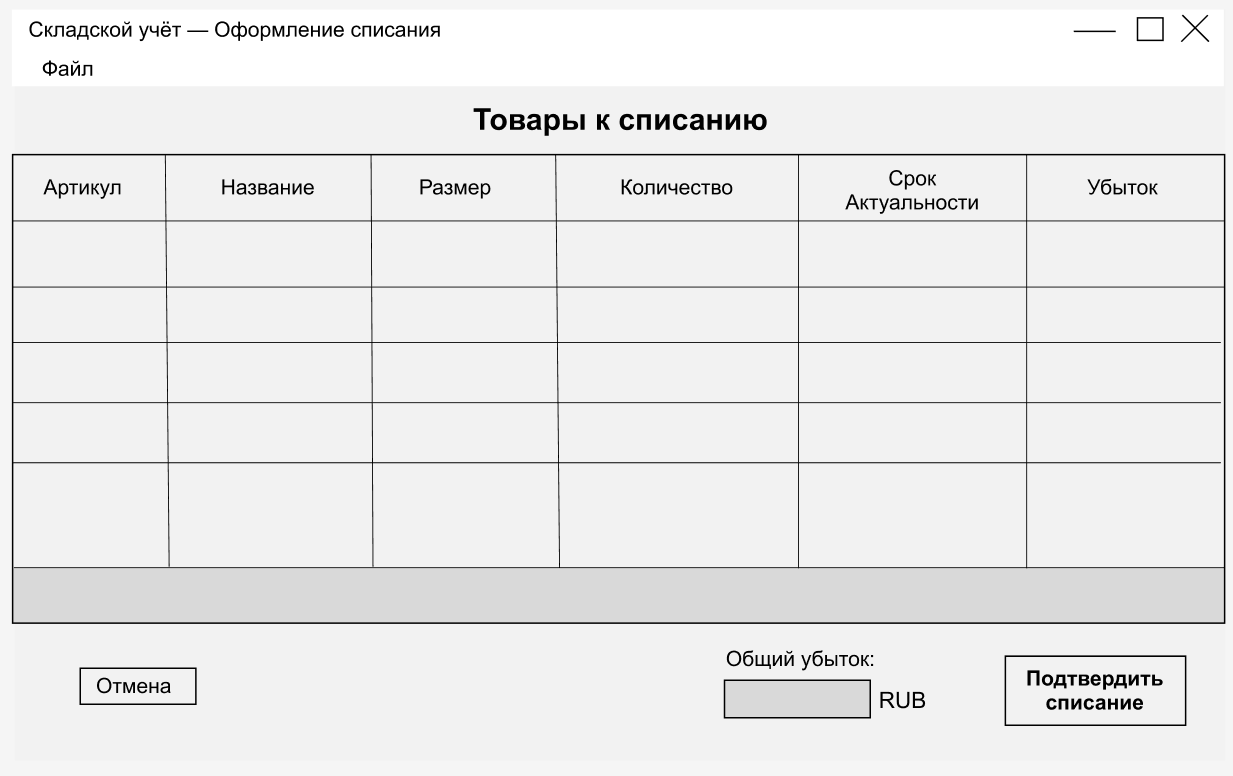 Складской учёт — Оформление списания
Файл
Товары к списанию
Артикул
Название
Размер
Количество
Срок
Актуальности
Убыток
Отмена
Общий убыток:
RUB
Подтвердить
списание